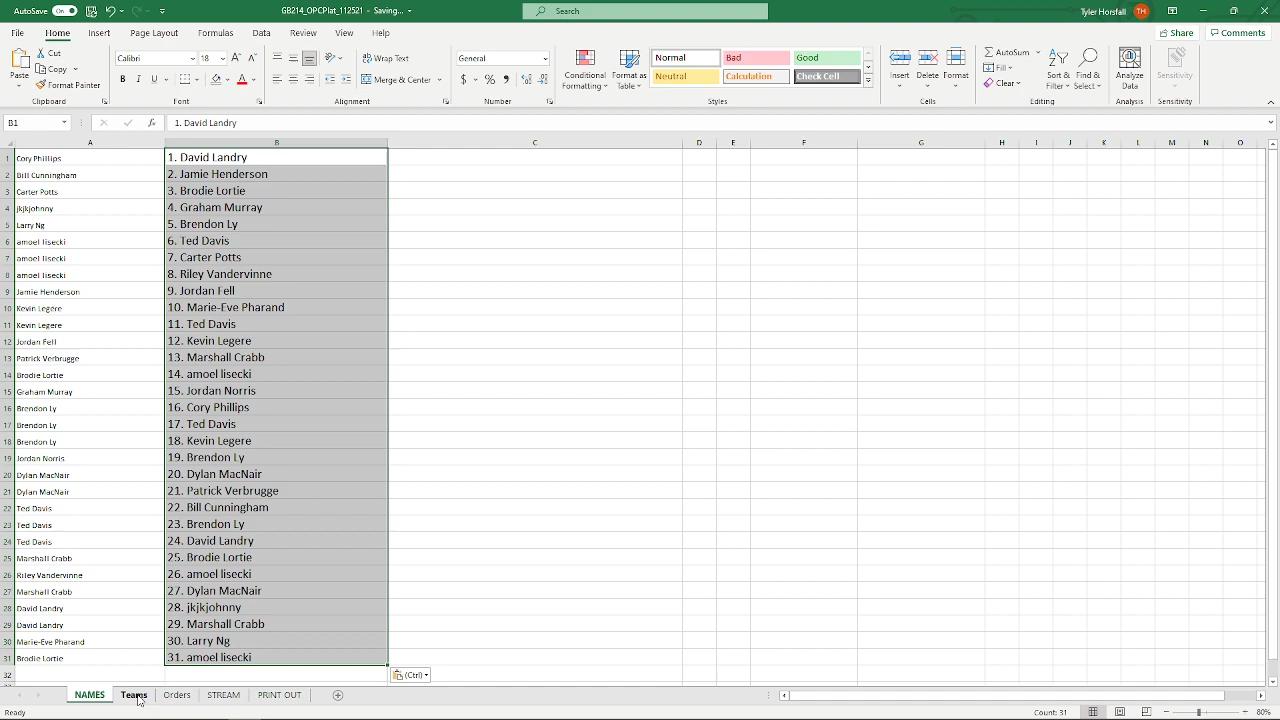 AutoSave On GB214_OPCPlat_112521 - Saving... Search Tyler Horsfall TH
File Home Insert Page Layout Formulas Data Review View Help Share Comments
Paste Cut Copy Format Painter Clipboard
Calibri 18 A A B I U A Font
Wrap Text Merge & Center Alignment
General $ % , Number
Conditional Formatting Format as Table
Normal Bad Good
Neutral Calculation Check Cell
Styles
Insert Delete Format Cells
AutoSum Fill Clear Sort & Filter Find & Select Editing
Analyze Data Analysis
Sensitivity Sensitivity
B1 fx 1. David Landry
A B C D E F G H I J K L M N O
1 Cory Phillips 1. David Landry
2 Bill Cunningham 2. Jamie Henderson
3 Carter Potts 3. Brodie Lortie
4 jkjkjohnny 4. Graham Murray
5 Larry Ng 5. Brendon Ly
6 amoel lisecki 6. Ted Davis
7 amoel lisecki 7. Carter Potts
8 amoel lisecki 8. Riley Vandervinne
9 Jamie Henderson 9. Jordan Fell
10 Kevin Legere 10. Marie-Eve Pharand
11 Kevin Legere 11. Ted Davis
12 Jordan Fell 12. Kevin Legere
13 Patrick Verbrugge 13. Marshall Crabb
14 Brodie Lortie 14. amoel lisecki
15 Graham Murray 15. Jordan Norris
16 Brendon Ly 16. Cory Phillips
17 Brendon Ly 17. Ted Davis
18 Brendon Ly 18. Kevin Legere
19 Jordan Norris 19. Brendon Ly
20 Dylan MacNair 20. Dylan MacNair
21 Dylan MacNair 21. Patrick Verbrugge
22 Ted Davis 22. Bill Cunningham
23 Ted Davis 23. Brendon Ly
24 Ted Davis 24. David Landry
25 Marshall Crabb 25. Brodie Lortie
26 Riley Vandervinne 26. amoel lisecki
27 Marshall Crabb 27. Dylan MacNair
28 David Landry 28. jkjkjohnny
29 David Landry 29. Marshall Crabb
30 Marie-Eve Pharand 30. Larry Ng
31 Brodie Lortie 31. amoel lisecki
32 (Ctrl)
NAMES Teams Orders STREAM PRINT OUT
Ready Count: 31 80%